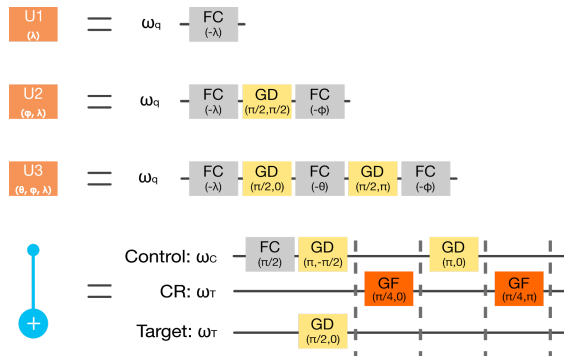 U1
(λ)
ωq
FC
(-λ)
U2
(φ, λ)
ωq
FC
(-λ)
GD
(π/2,π/2)
FC
(-ϕ)
U3
(θ, φ, λ)
ωq
FC
(-λ)
GD
(π/2,0)
FC
(-θ)
GD
(π/2,π)
FC
(-ϕ)
Control: ωC
FC
(π/2)
GD
(π,-π/2)
GD
(π,0)
CR: ωT
GF
(π/4,0)
GF
(π/4,π)
Target: ωT
GD
(π/2,0)